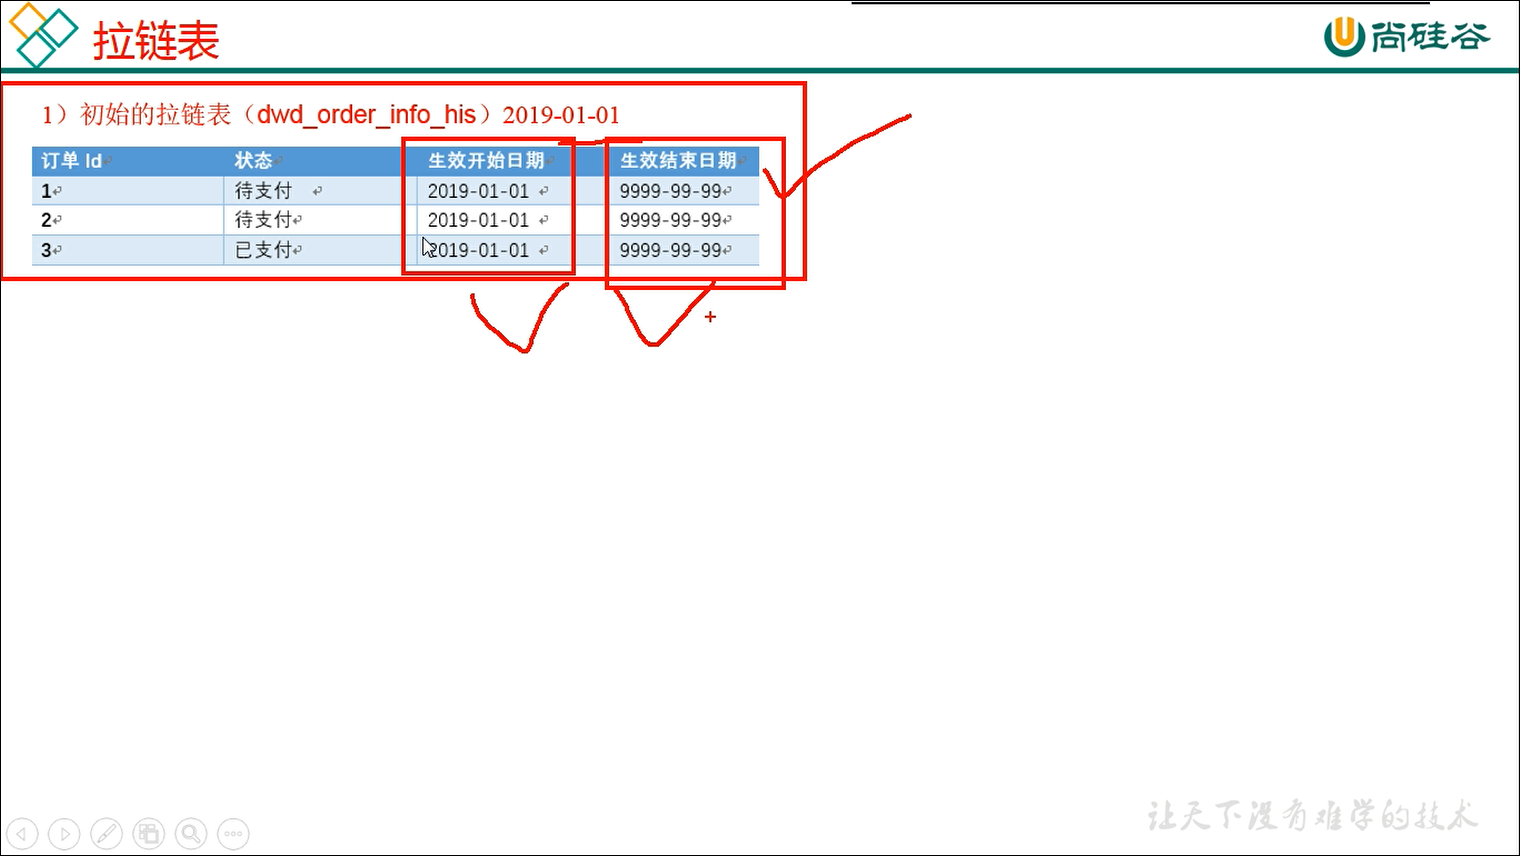 拉链表
尚硅谷
1）初始的拉链表（dwd_order_info_his）2019-01-01
订单 Id 状态 生效开始日期 生效结束日期
1 待支付 2019-01-01 9999-99-99
2 待支付 2019-01-01 9999-99-99
3 已支付 2019-01-01 9999-99-99
让天下没有难学的技术